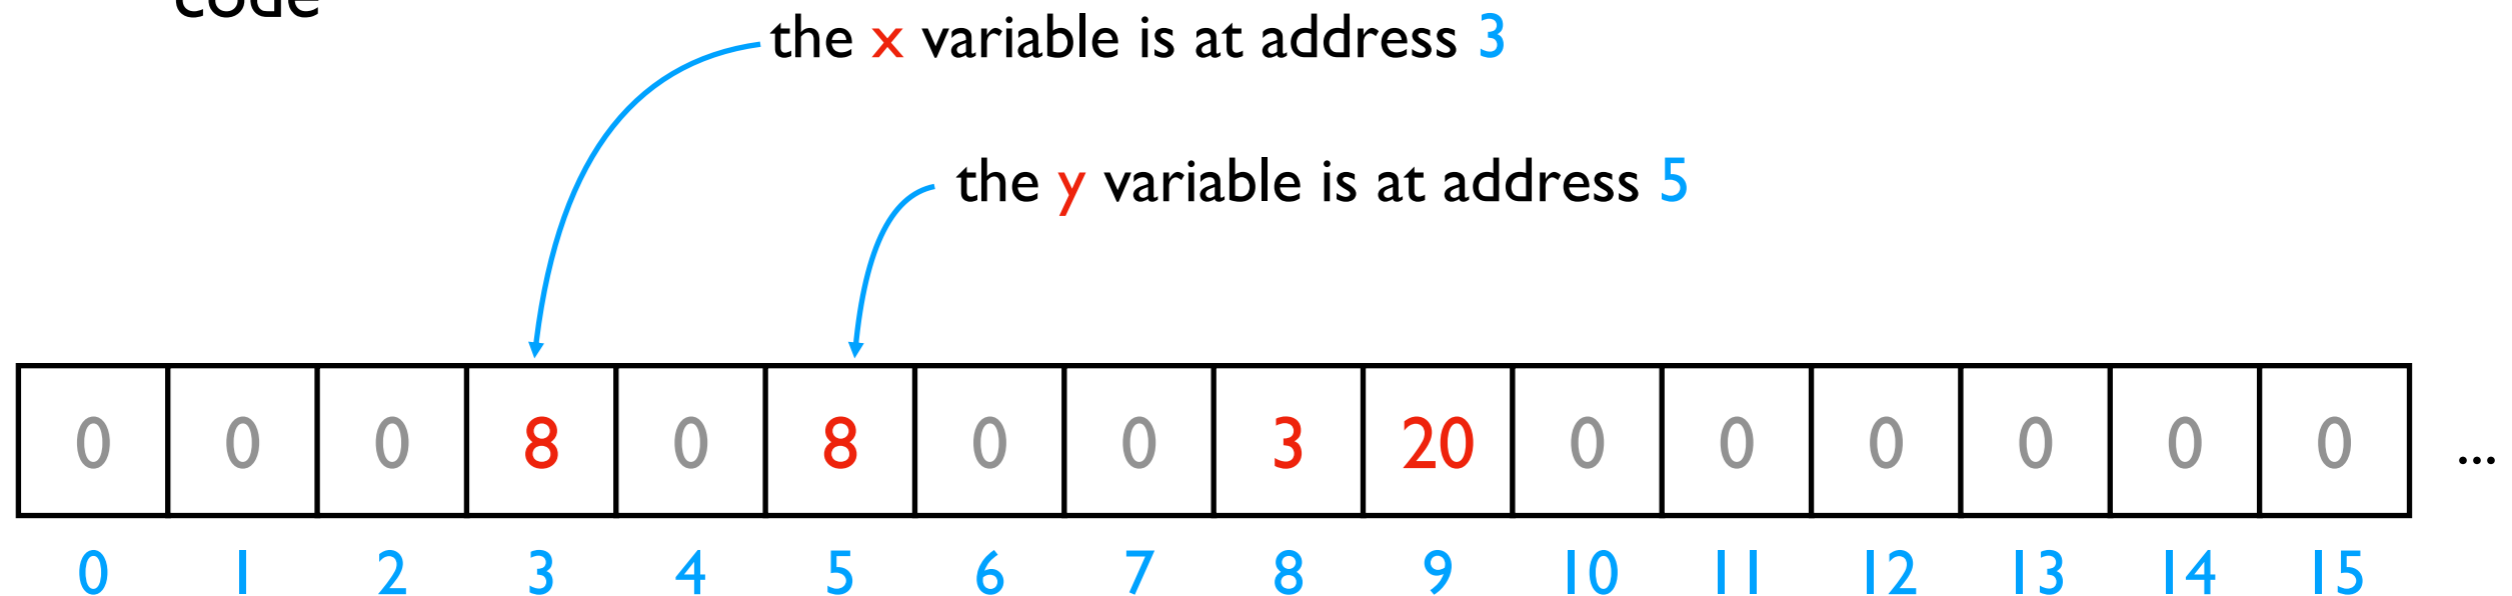 code
the x variable is at address 3
the y variable is at address 5
0 0 0 8 0 8 0 0 3 20 0 0 0 0 0 0 ...
0 1 2 3 4 5 6 7 8 9 10 11 12 13 14 15